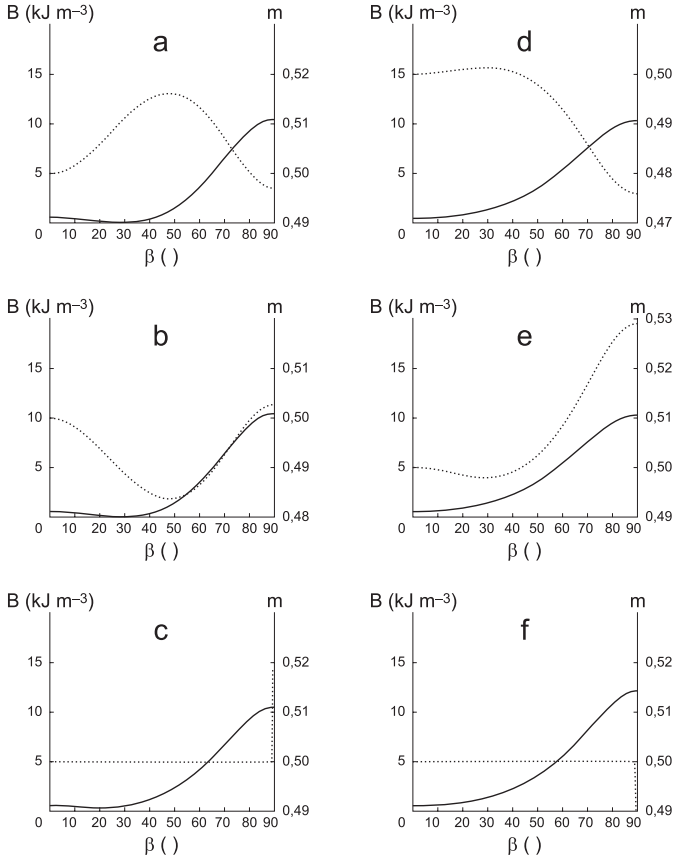 B (kJ m–3) m B (kJ m–3) m
a d
15 0,52 15 0,50
10 0,51 10 0,49
5 0,50 5 0,48
0,49 0,47
0 10 20 30 40 50 60 70 80 90 0 10 20 30 40 50 60 70 80 90
β ( ) β ( )
B (kJ m–3) m B (kJ m–3) m
0,53
b e
15 0,51 15 0,52
10 0,50 10 0,51
5 0,49 5 0,50
0,48 0,49
0 10 20 30 40 50 60 70 80 90 0 10 20 30 40 50 60 70 80 90
β ( ) β ( )
B (kJ m–3) m B (kJ m–3) m
c f
15 0,52 15 0,52
10 0,51 10 0,51
5 0,50 5 0,50
0,49 0,49
0 10 20 30 40 50 60 70 80 90 0 10 20 30 40 50 60 70 80 90
β ( ) β ( )